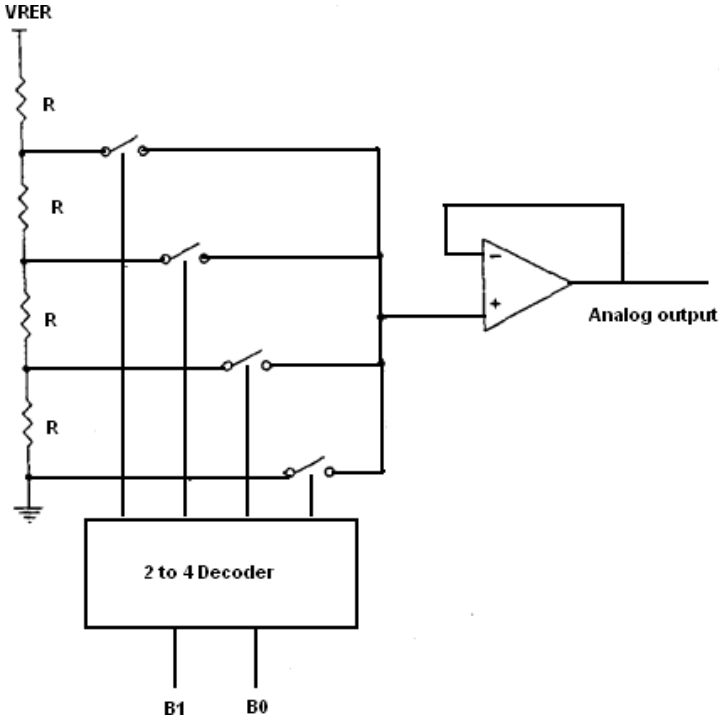 VRER
R
R
R
R
-
+
Analog output
2 to 4 Decoder
B1 B0